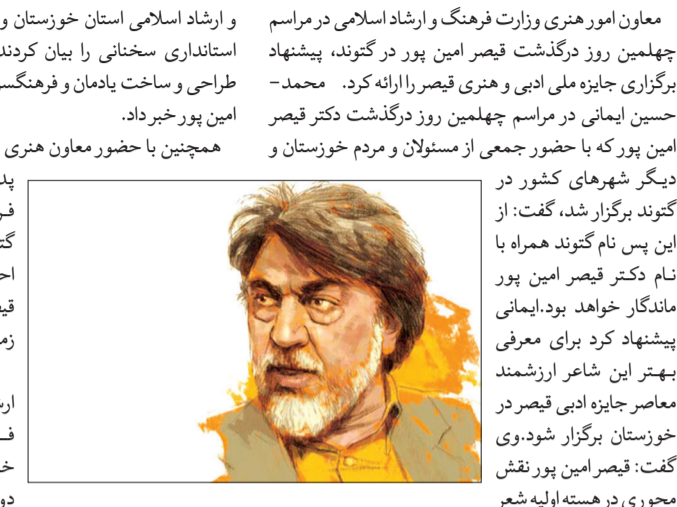 معاون امور هنری وزارت فرهنگ و ارشاد اسلامی در مراسم
چهلمین روز درگذشت قیصر امین پور در گتوند، پیشنهاد
برگزاری جایزه ملی ادبی و هنری قیصر را ارائه کرد. محمد-
حسین ایمانی در مراسم چهلمین روز درگذشت دکتر قیصر
امین پور که با حضور جمعی از مسئولان و مردم خوزستان و
دیگر شهرهای کشور در
گتوند برگزار شد، گفت: از
این پس نام گتوند همراه با
نام دکتر قیصر امین پور
ماندگار خواهد بود.ایمانی
پیشنهاد کرد برای معرفی
بهتر این شاعر ارزشمند
معاصر جایزه ادبی قیصر در
خوزستان برگزار شود.وی
گفت: قیصر امین پور نقش
محوری در هسته اولیه شعر
و ارشاد اسلامی استان خوزستان و
استانداری سخنانی را بیان کردند
طراحی و ساخت یادمان و فرهنگسر
امین پور خبر داد.
همچنین با حضور معاون هنری